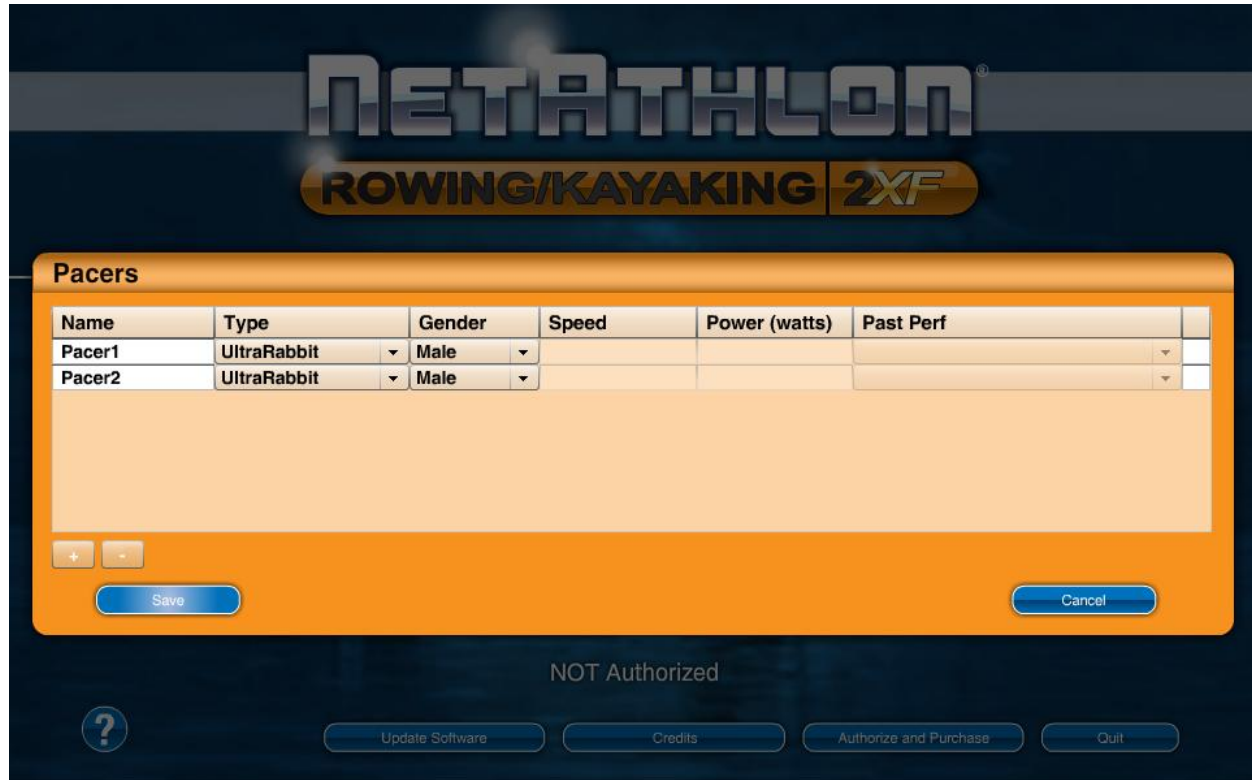 NETATHLON®
ROWING/KAYAKING 2XF
Pacers
Name Type Gender Speed Power (watts) Past Perf
Pacer1 UltraRabbit Male
Pacer2 UltraRabbit Male
+ -
Save Cancel
NOT Authorized
? Update Software Credits Authorize and Purchase Quit